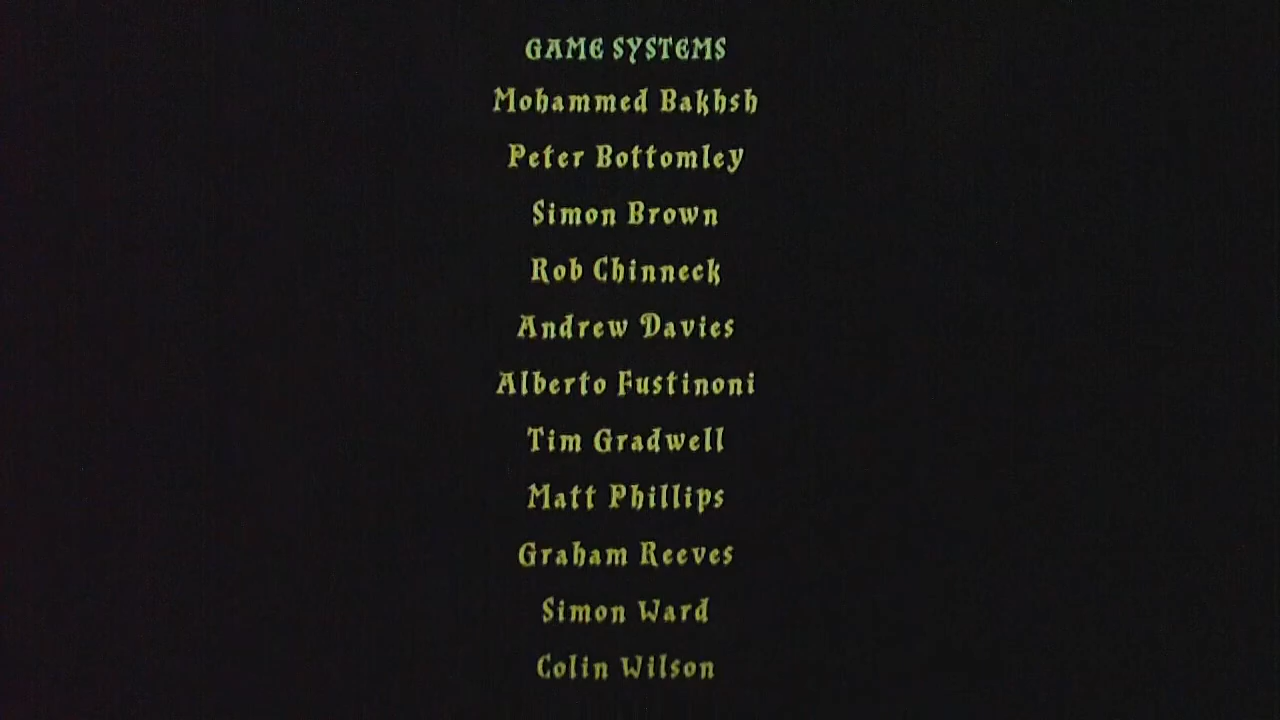 GAME SYSTEMS
Mohammed Bakhsh
Peter Bottomley
Simon Brown
Rob Chinneck
Andrew Davies
Alberto Fustinoni
Tim Gradwell
Matt Phillips
Graham Reeves
Simon Ward
Colin Wilson